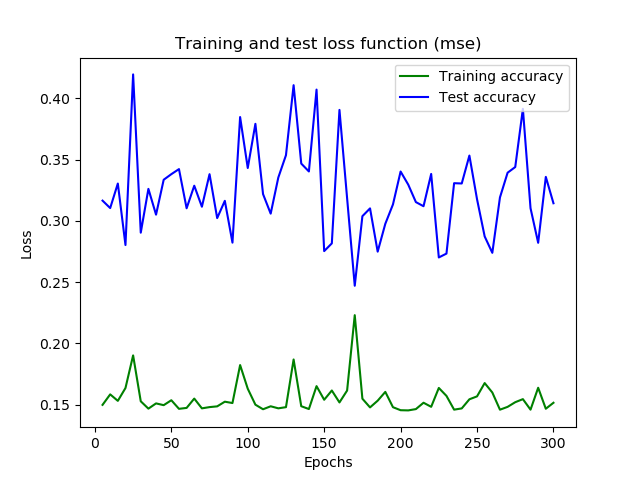 Training and test loss function (mse)
Training accuracy
Test accuracy
0.40
0.35
0.30
0.25
0.20
0.15
Loss
0 50 100 150 200 250 300
Epochs